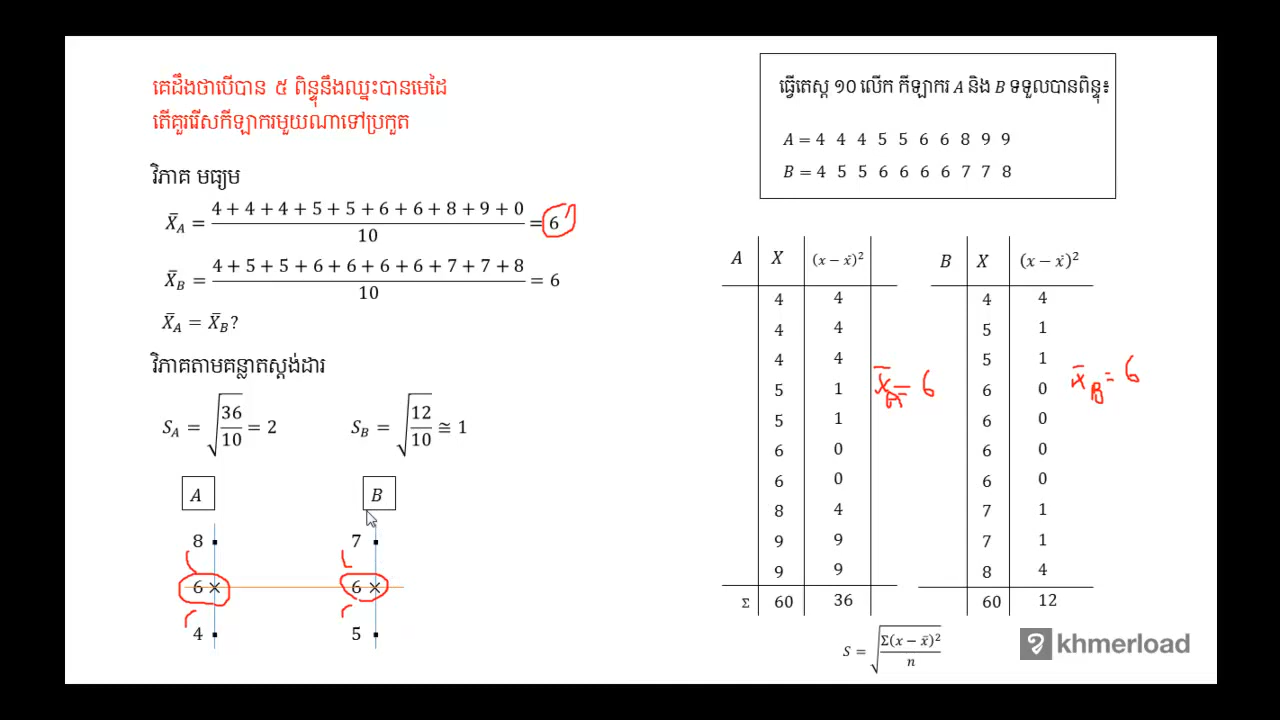 គេដឹងថាបើបាន ៥ ពិន្ទុនឹងឈ្នះបានមេដៃ
តើគួររើសកីឡាករមួយណាទៅប្រកួត
វិភាគ មធ្យម
X̄_A = (4 + 4 + 4 + 5 + 5 + 6 + 6 + 8 + 9 + 0)/10 = 6
X̄_B = (4 + 5 + 5 + 6 + 6 + 6 + 6 + 7 + 7 + 8)/10 = 6
X̄_A = X̄_B?
វិភាគតាមគន្លាតស្តង់ដារ
S_A = √(36/10) = 2 S_B = √(12/10) ≅ 1
A B
8 7
6 6
4 5
ធ្វើតេស្ត ១០ លើក កីឡាករ A និង B ទទួលបានពិន្ទុ៖
A = 4 4 4 5 5 6 6 8 9 9
B = 4 5 5 6 6 6 6 7 7 8
A X (x − x̄)² B X (x − x̄)²
4 4 4 4
4 4 5 1
4 4 5 1
5 1 6 0
5 1 6 0
6 0 6 0
6 0 6 0
8 4 7 1
9 9 7 1
9 9 8 4
Σ 60 36 60 12
x̄_A = 6 x̄_B = 6
S = √(Σ(x − x̄)²/n)
khmerload